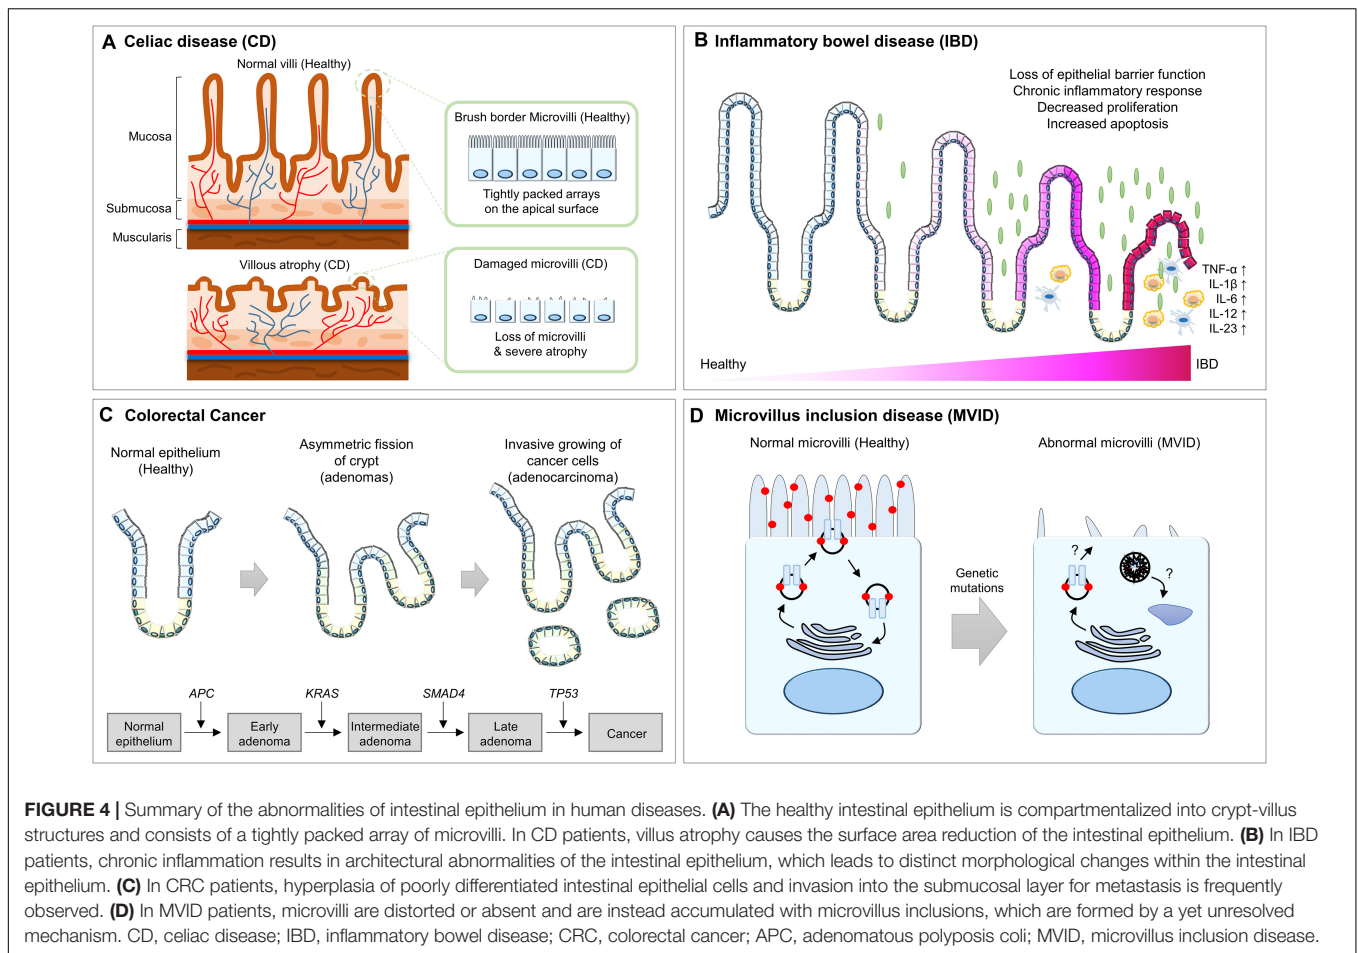 A Celiac disease (CD)
Normal villi (Healthy)
Mucosa
Submucosa
Muscularis
Brush border Microvilli (Healthy)
Tightly packed arrays
on the apical surface
Villous atrophy (CD)
Damaged microvilli (CD)
Loss of microvilli
& severe atrophy
B Inflammatory bowel disease (IBD)
Loss of epithelial barrier function
Chronic inflammatory response
Decreased proliferation
Increased apoptosis
TNF-α ↑
IL-1β ↑
IL-6 ↑
IL-12 ↑
IL-23 ↑
Healthy
IBD
C Colorectal Cancer
Normal epithelium
(Healthy)
Asymmetric fission
of crypt
(adenomas)
Invasive growing of
cancer cells
(adenocarcinoma)
APC
KRAS
SMAD4
TP53
Normal
epithelium
Early
adenoma
Intermediate
adenoma
Late
adenoma
Cancer
D Microvillus inclusion disease (MVID)
Normal microvilli (Healthy)
Abnormal microvilli (MVID)
Genetic
mutations
?
?
FIGURE 4 | Summary of the abnormalities of intestinal epithelium in human diseases. (A) The healthy intestinal epithelium is compartmentalized into crypt-villus
structures and consists of a tightly packed array of microvilli. In CD patients, villus atrophy causes the surface area reduction of the intestinal epithelium. (B) In IBD
patients, chronic inflammation results in architectural abnormalities of the intestinal epithelium, which leads to distinct morphological changes within the intestinal
epithelium. (C) In CRC patients, hyperplasia of poorly differentiated intestinal epithelial cells and invasion into the submucosal layer for metastasis is frequently
observed. (D) In MVID patients, microvilli are distorted or absent and are instead accumulated with microvillus inclusions, which are formed by a yet unresolved
mechanism. CD, celiac disease; IBD, inflammatory bowel disease; CRC, colorectal cancer; APC, adenomatous polyposis coli; MVID, microvillus inclusion disease.